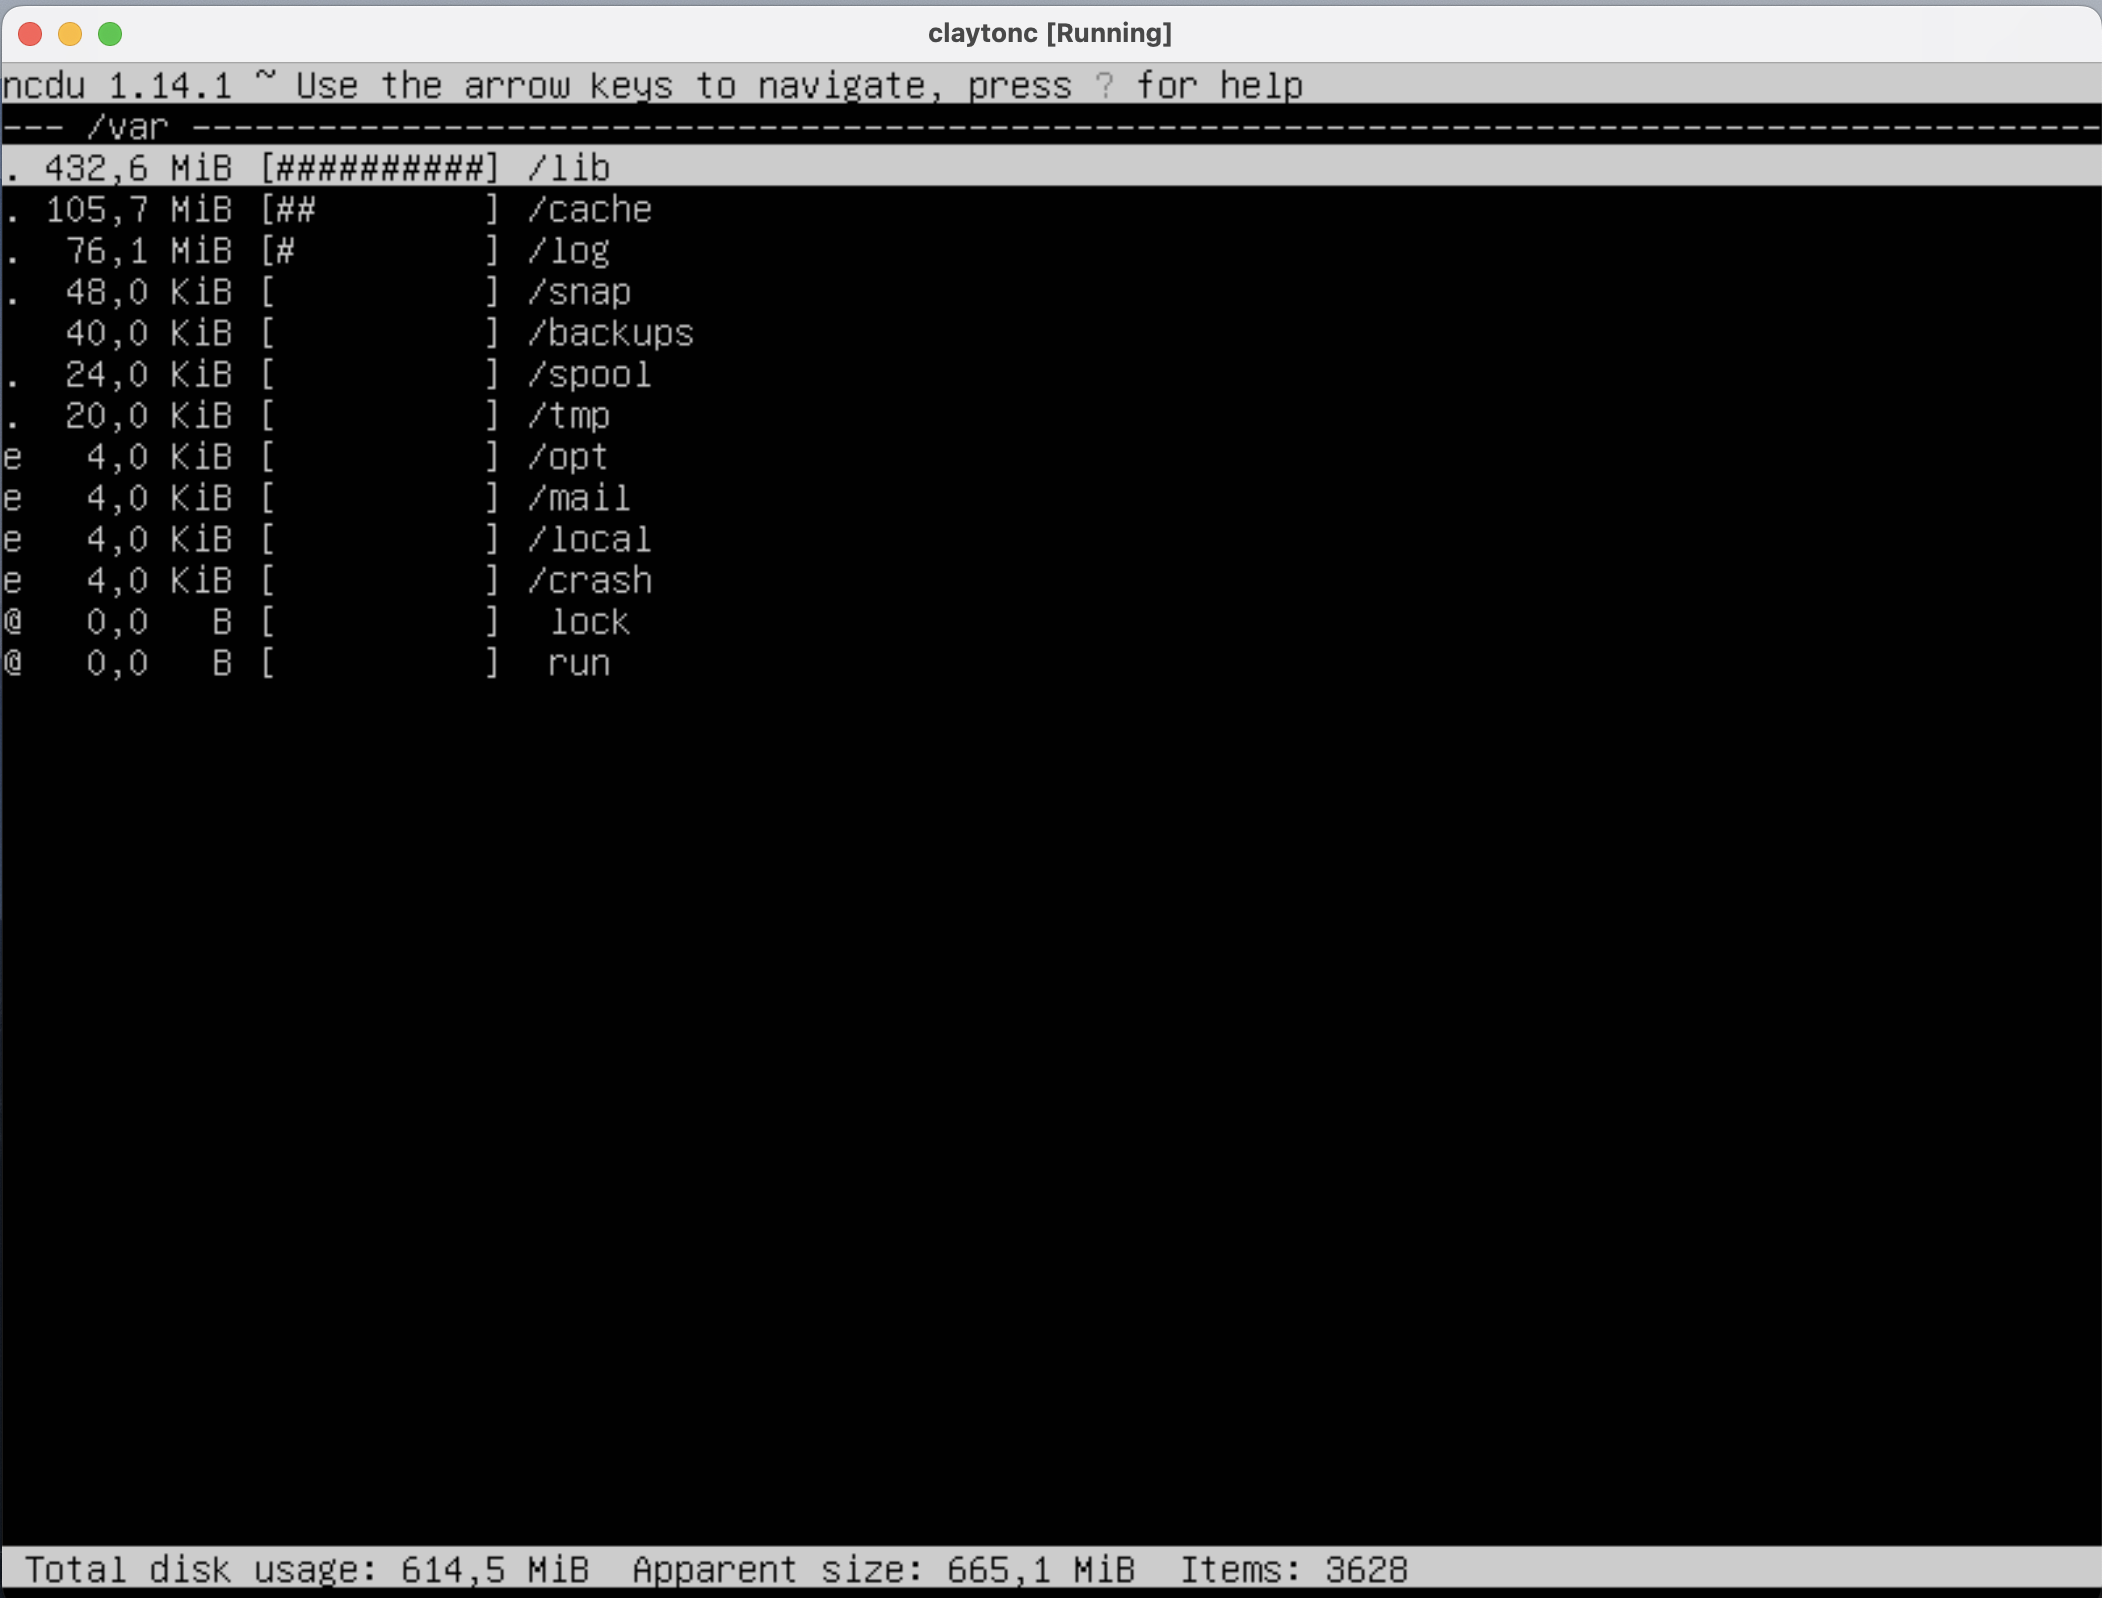 claytonc [Running]
ncdu 1.14.1 ~ Use the arrow keys to navigate, press ? for help
--- /var -------------------------------------------------------------------------------------------
. 432,6 MiB [##########] /lib
. 105,7 MiB [##        ] /cache
.  76,1 MiB [#         ] /log
.  48,0 KiB [          ] /snap
   40,0 KiB [          ] /backups
.  24,0 KiB [          ] /spool
.  20,0 KiB [          ] /tmp
e   4,0 KiB [          ] /opt
e   4,0 KiB [          ] /mail
e   4,0 KiB [          ] /local
e   4,0 KiB [          ] /crash
@   0,0   B [          ]  lock
@   0,0   B [          ]  run
Total disk usage: 614,5 MiB  Apparent size: 665,1 MiB  Items: 3628